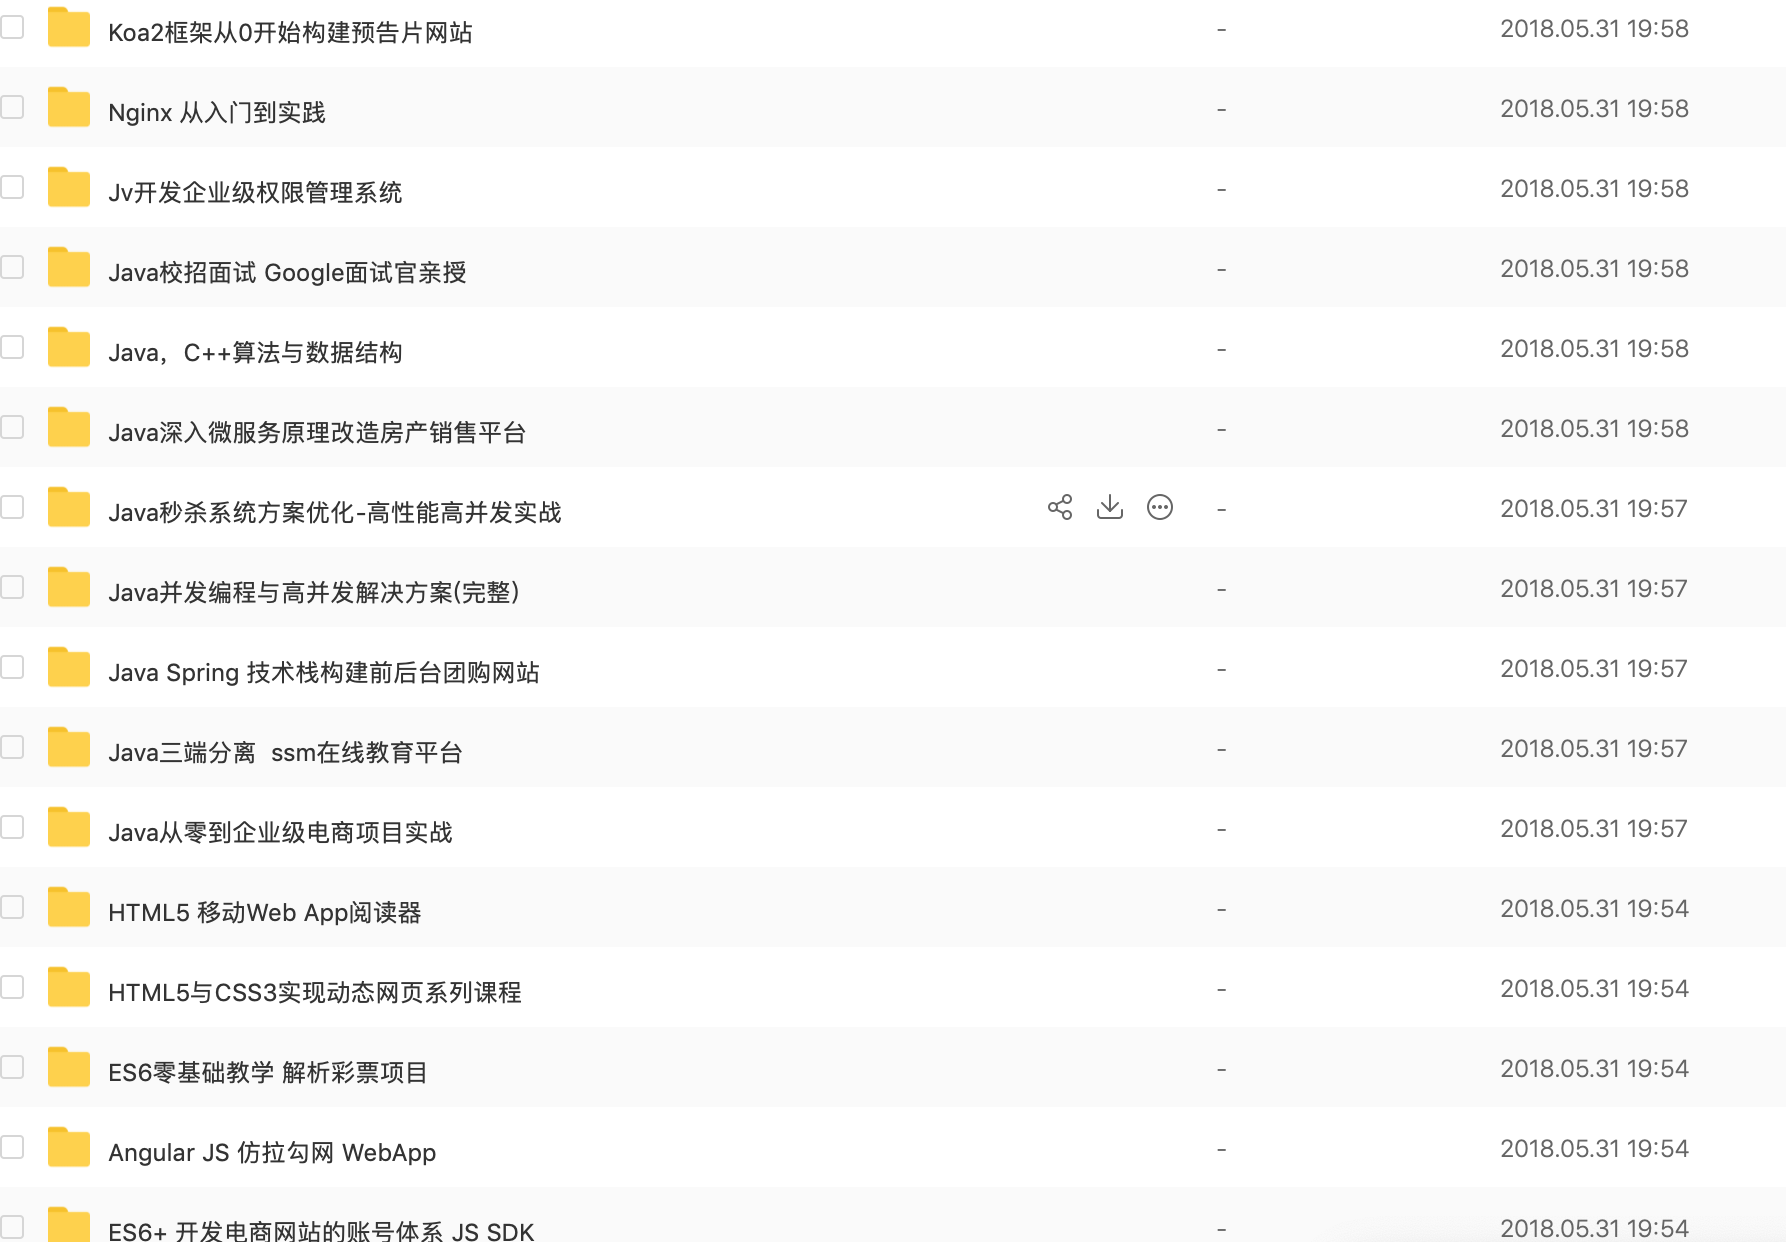 Koa2框架从0开始构建预告片网站 - 2018.05.31 19:58
Nginx 从入门到实践 - 2018.05.31 19:58
Jv开发企业级权限管理系统 - 2018.05.31 19:58
Java校招面试 Google面试官亲授 - 2018.05.31 19:58
Java，C++算法与数据结构 - 2018.05.31 19:58
Java深入微服务原理改造房产销售平台 - 2018.05.31 19:58
Java秒杀系统方案优化-高性能高并发实战 - 2018.05.31 19:57
Java并发编程与高并发解决方案(完整) - 2018.05.31 19:57
Java Spring 技术栈构建前后台团购网站 - 2018.05.31 19:57
Java三端分离  ssm在线教育平台 - 2018.05.31 19:57
Java从零到企业级电商项目实战 - 2018.05.31 19:57
HTML5 移动Web App阅读器 - 2018.05.31 19:54
HTML5与CSS3实现动态网页系列课程 - 2018.05.31 19:54
ES6零基础教学 解析彩票项目 - 2018.05.31 19:54
Angular JS 仿拉勾网 WebApp - 2018.05.31 19:54
ES6+ 开发电商网站的账号体系 JS SDK - 2018.05.31 19:54